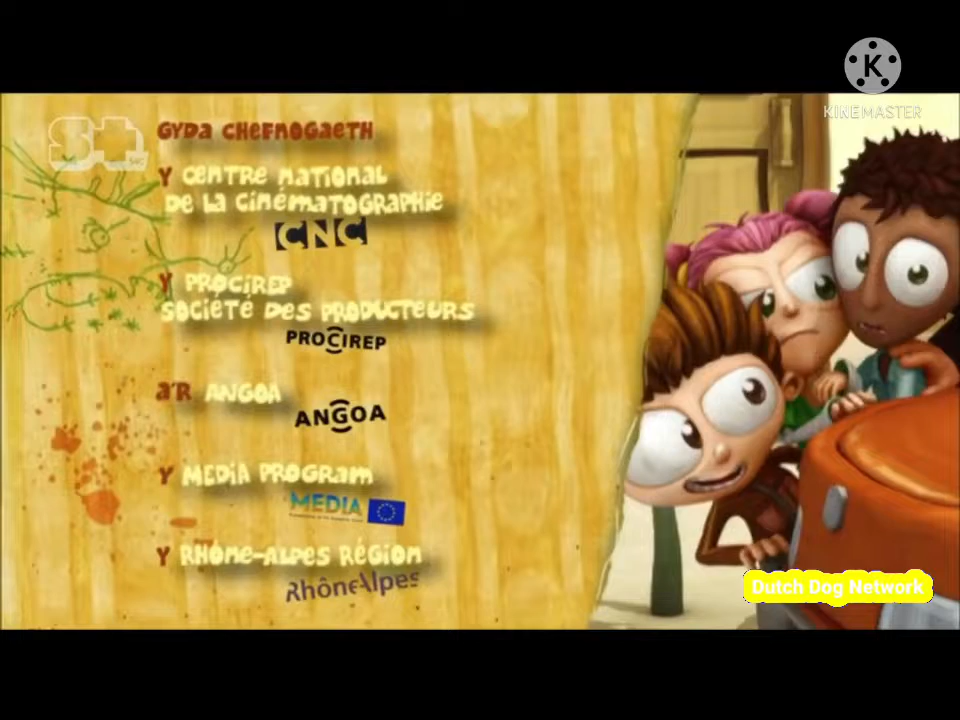 K
KINEMASTER
GYDA CHEFNOGAETH
Y CENTRE NATIONAL
DE LA CINÉMATOGRAPHIE
CNC
Y PROCIREP
SOCIÉTÉ DES PRODUCTEURS
PROCIREP
A'R ANGOA
ANGOA
Y MEDIA PROGRAM
MEDIA
Y RHÔNE-ALPES RÉGION
RhôneAlpes
Dutch Dog Network